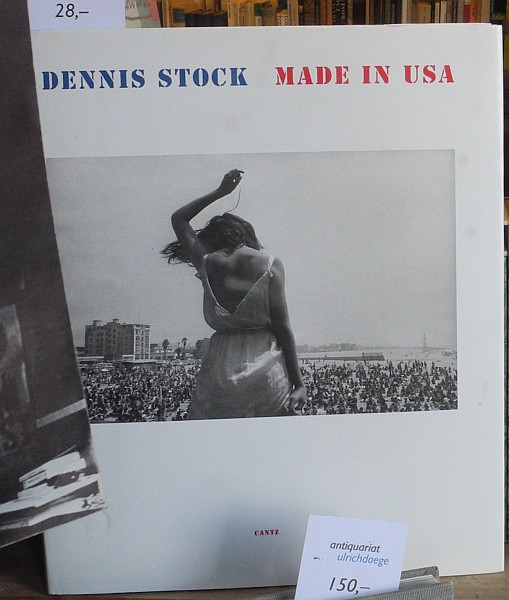 28,–
DENNIS STOCK MADE IN USA
CANTZ
antiquariat
ulrichdoege
150,–